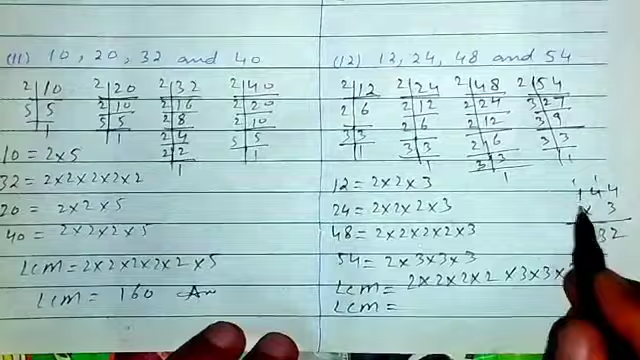 (11) 10, 20, 32 and 40
2|10 2|20 2|32 2|40
5|5 2|10 2|16 2|20
1 5|5 2|8 2|10
1 2|4 5|5
2|2 1
1
10 = 2×5
32 = 2×2×2×2×2
20 = 2×2×5
40 = 2×2×2×5
LCM = 2×2×2×2×2×5
LCM = 160 An
(12) 12, 24, 48 and 54
2|12 2|24 2|48 2|54
2|6 2|12 2|24 3|27
3|3 2|6 2|12 3|9
1 3|3 2|6 3|3
1 3|3 1
1
12 = 2×2×3
24 = 2×2×2×3
48 = 2×2×2×2×3
54 = 2×3×3×3
LCM = 2×2×2×2×3×3×
LCM =
1 1
144
× 3
32